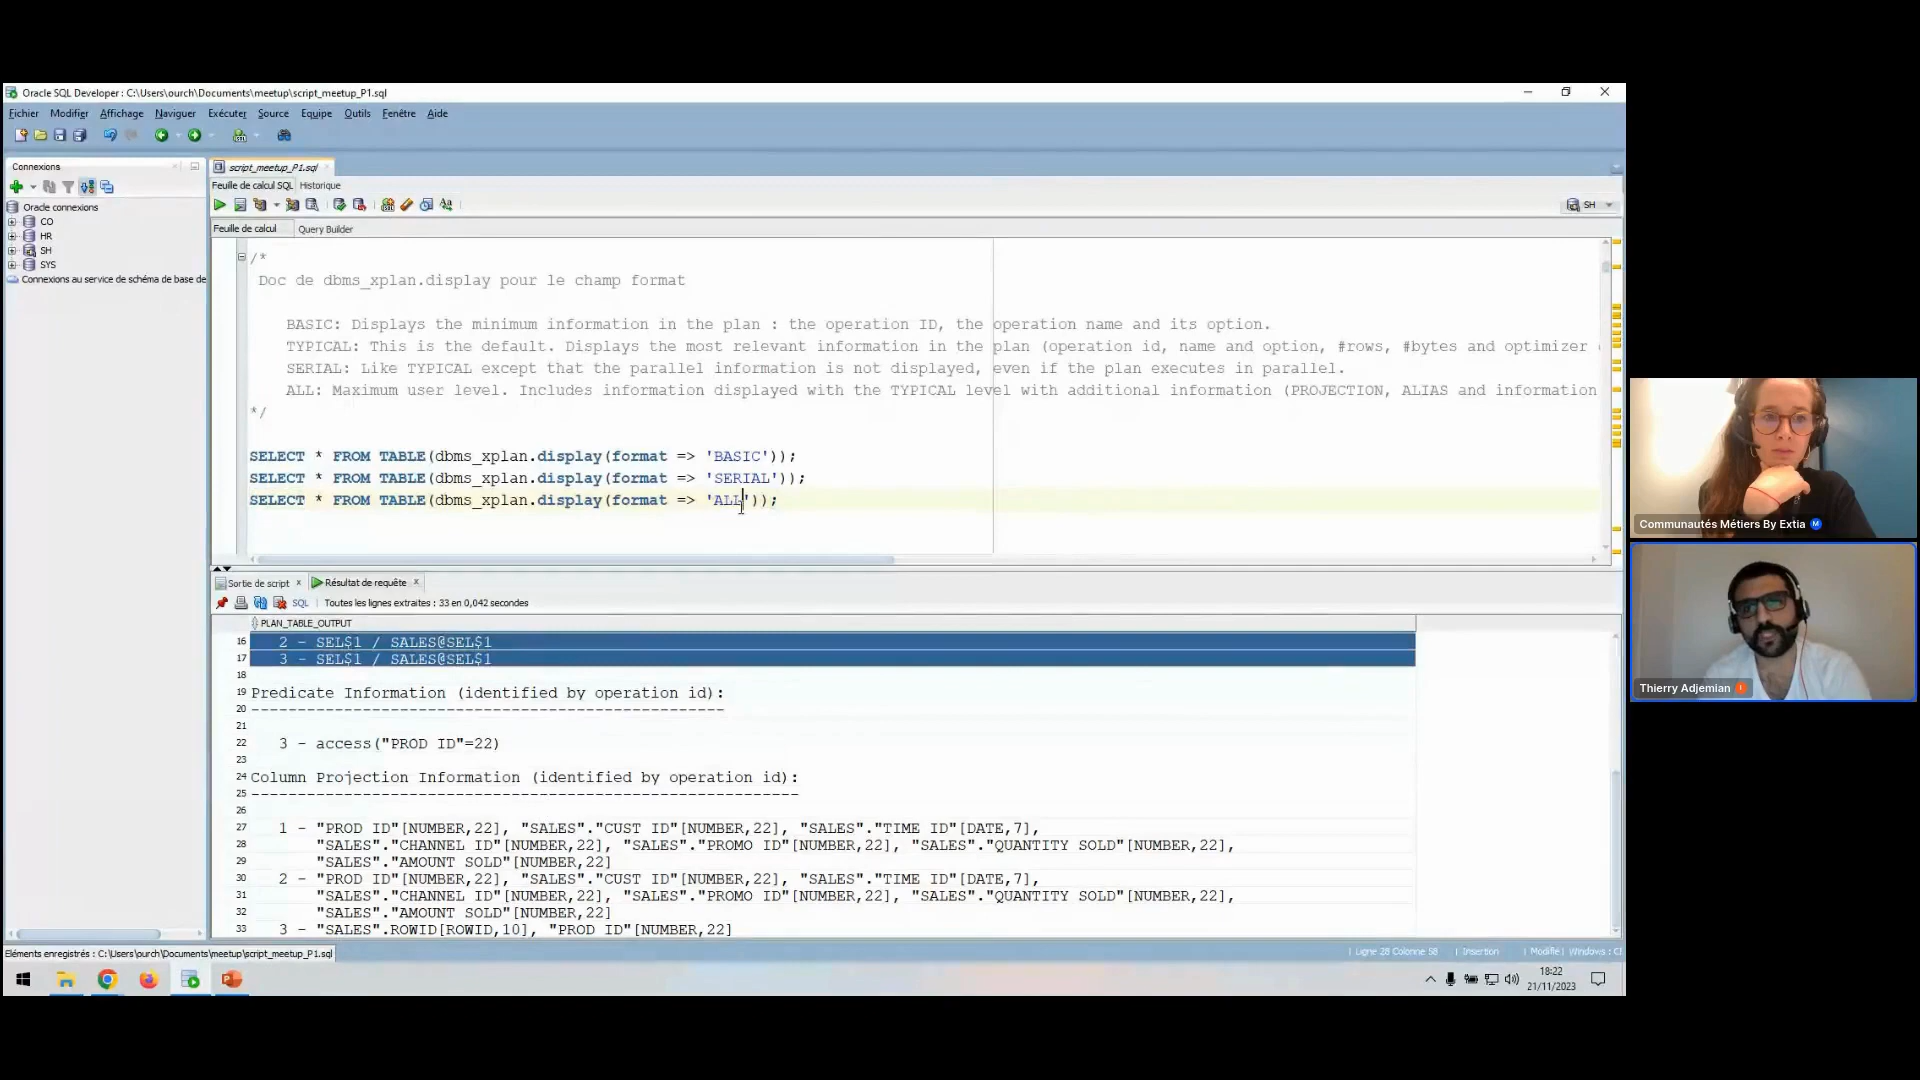 Oracle SQL Developer : C:\Users\ourch\Documents\meetup\script_meetup_P1.sql
Fichier Modifier Affichage Naviguer Exécuter Source Equipe Outils Fenêtre Aide
Connexions
script_meetup_P1.sql
Feuille de calcul SQL Historique
Oracle connexions
CO
HR
SH
SYS
Connexions au service de schéma de base de
SH
Feuille de calcul Query Builder
/*
Doc de dbms_xplan.display pour le champ format
BASIC: Displays the minimum information in the plan : the operation ID, the operation name and its option.
TYPICAL: This is the default. Displays the most relevant information in the plan (operation id, name and option, #rows, #bytes and optimizer
SERIAL: Like TYPICAL except that the parallel information is not displayed, even if the plan executes in parallel.
ALL: Maximum user level. Includes information displayed with the TYPICAL level with additional information (PROJECTION, ALIAS and information
*/
SELECT * FROM TABLE(dbms_xplan.display(format => 'BASIC'));
SELECT * FROM TABLE(dbms_xplan.display(format => 'SERIAL'));
SELECT * FROM TABLE(dbms_xplan.display(format => 'ALL'));
Sortie de script × Résultat de requête ×
SQL | Toutes les lignes extraites : 33 en 0,042 secondes
PLAN_TABLE_OUTPUT
16 2 - SEL$1 / SALES@SEL$1
17 3 - SEL$1 / SALES@SEL$1
18
19 Predicate Information (identified by operation id):
20 ---------------------------------------------------
21
22 3 - access("PROD_ID"=22)
23
24 Column Projection Information (identified by operation id):
25 -----------------------------------------------------------
26
27 1 - "PROD_ID"[NUMBER,22], "SALES"."CUST_ID"[NUMBER,22], "SALES"."TIME_ID"[DATE,7],
28 "SALES"."CHANNEL_ID"[NUMBER,22], "SALES"."PROMO_ID"[NUMBER,22], "SALES"."QUANTITY_SOLD"[NUMBER,22],
29 "SALES"."AMOUNT_SOLD"[NUMBER,22]
30 2 - "PROD_ID"[NUMBER,22], "SALES"."CUST_ID"[NUMBER,22], "SALES"."TIME_ID"[DATE,7],
31 "SALES"."CHANNEL_ID"[NUMBER,22], "SALES"."PROMO_ID"[NUMBER,22], "SALES"."QUANTITY_SOLD"[NUMBER,22],
32 "SALES"."AMOUNT_SOLD"[NUMBER,22]
33 3 - "SALES".ROWID[ROWID,10], "PROD_ID"[NUMBER,22]
Eléments enregistrés : C:\Users\ourch\Documents\meetup\script_meetup_P1.sql
Ligne 28 Colonne 58 | Insertion | Modifié | Windows : C
18:22
21/11/2023
Communautés Métiers By Extia
Thierry Adjemian